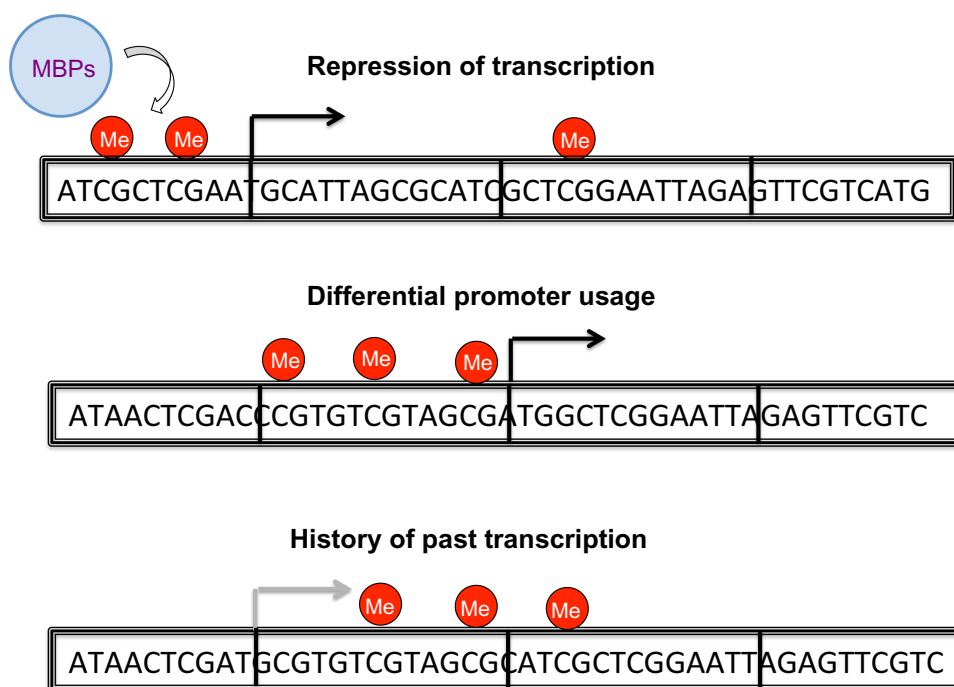 MBPs
Repression of transcription
Me Me Me
ATCGCTCGAATGCATTAGCGCATCGCTCGGAATTAGAGTTCGTCATG
Differential promoter usage
Me Me Me
ATAACTCGACCCGTGTCGTAGCGATGGCTCGGAATTAGAGTTCGTC
History of past transcription
Me Me Me
ATAACTCGATGCGTGTCGTAGCGCATCGCTCGGAATTAGAGTTCGTC